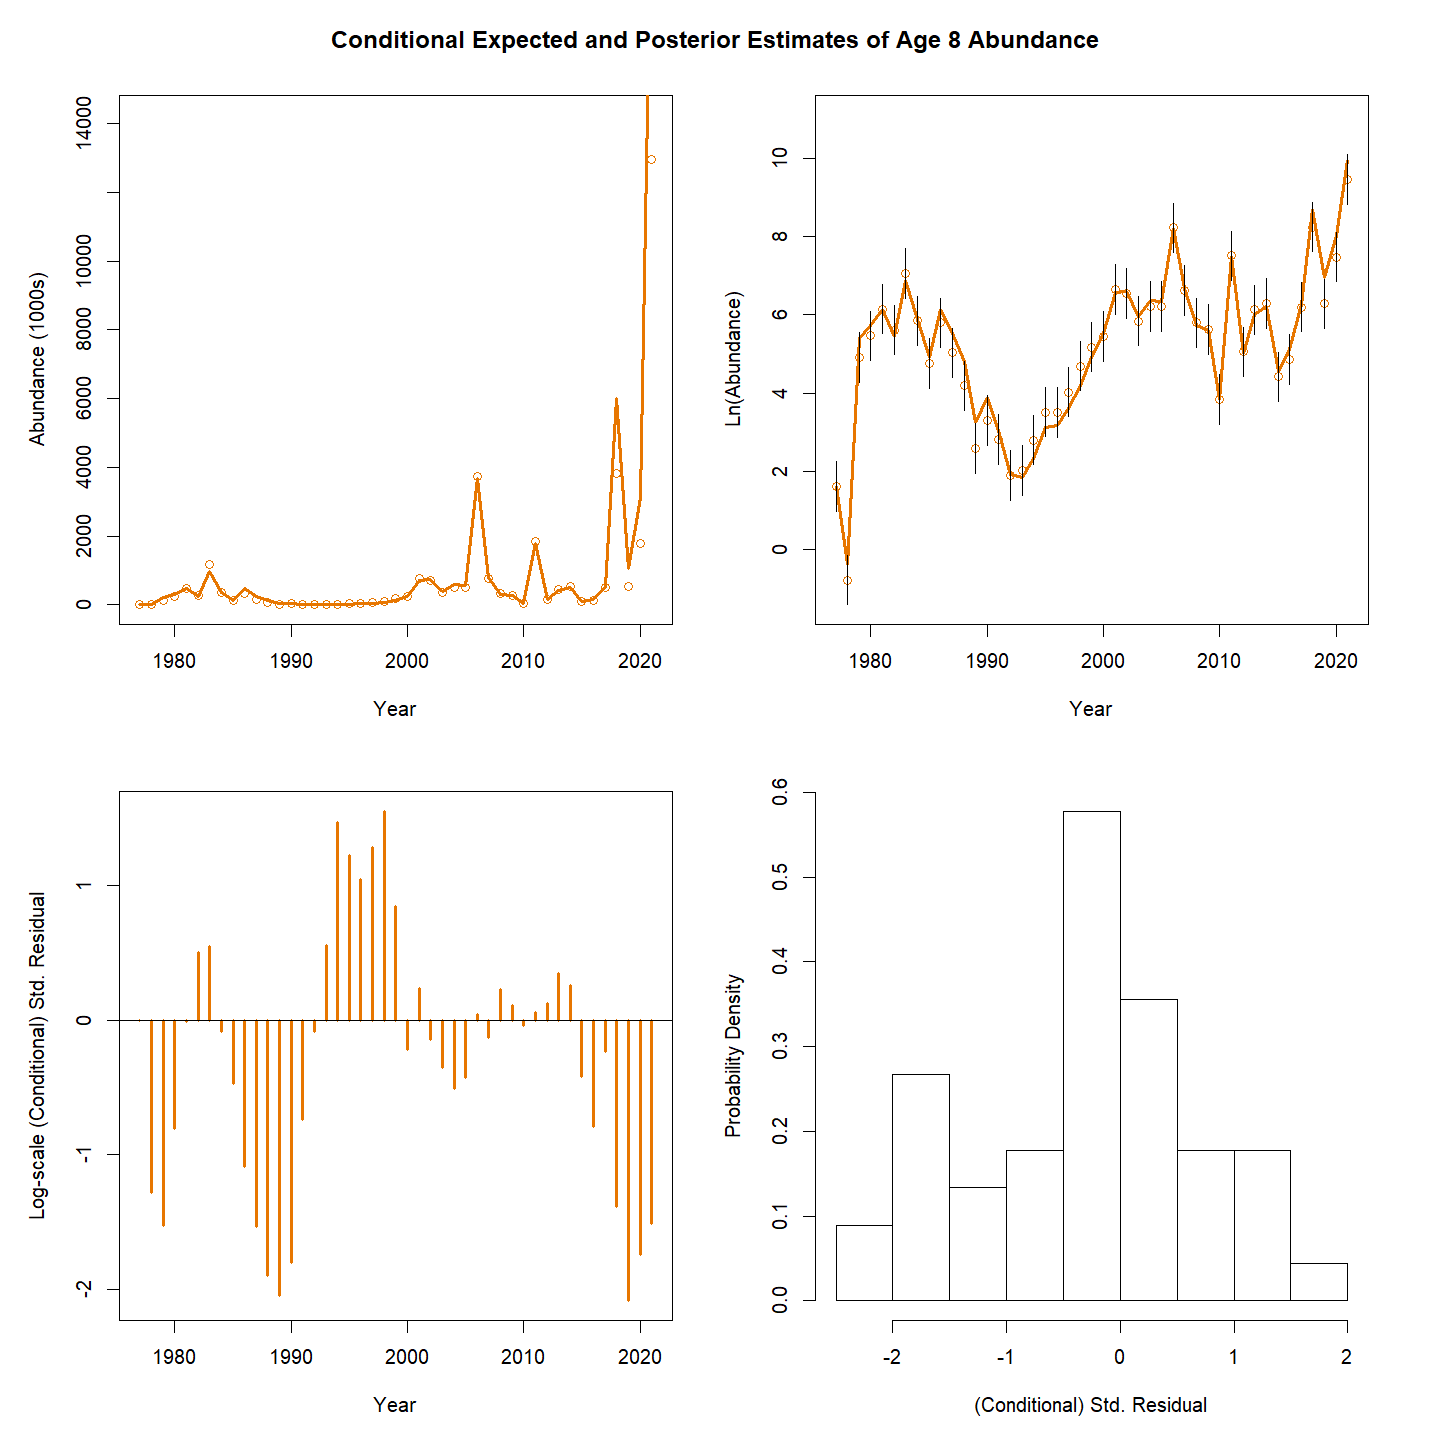 Conditional Expected and Posterior Estimates of Age 8 Abundance
Abundance (1000s)
14000
10000
8000
6000
4000
2000
0
1980 1990 2000 2010 2020
Year
Ln(Abundance)
10
8
6
4
2
0
1980 1990 2000 2010 2020
Year
Log-scale (Conditional) Std. Residual
1
0
-1
-2
1980 1990 2000 2010 2020
Year
Probability Density
0.6
0.5
0.4
0.3
0.2
0.1
0.0
-2 -1 0 1 2
(Conditional) Std. Residual